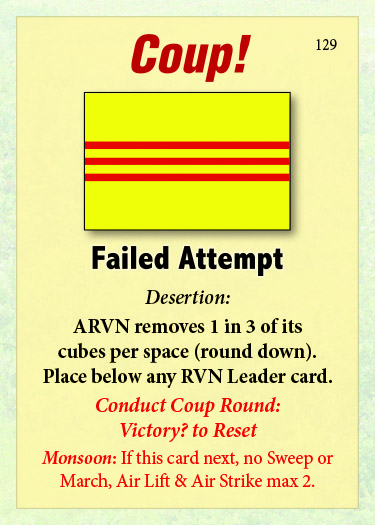 Coup!
129
Failed Attempt
Desertion:
ARVN removes 1 in 3 of its
cubes per space (round down).
Place below any RVN Leader card.
Conduct Coup Round:
Victory? to Reset
Monsoon: If this card next, no Sweep or
March, Air Lift & Air Strike max 2.